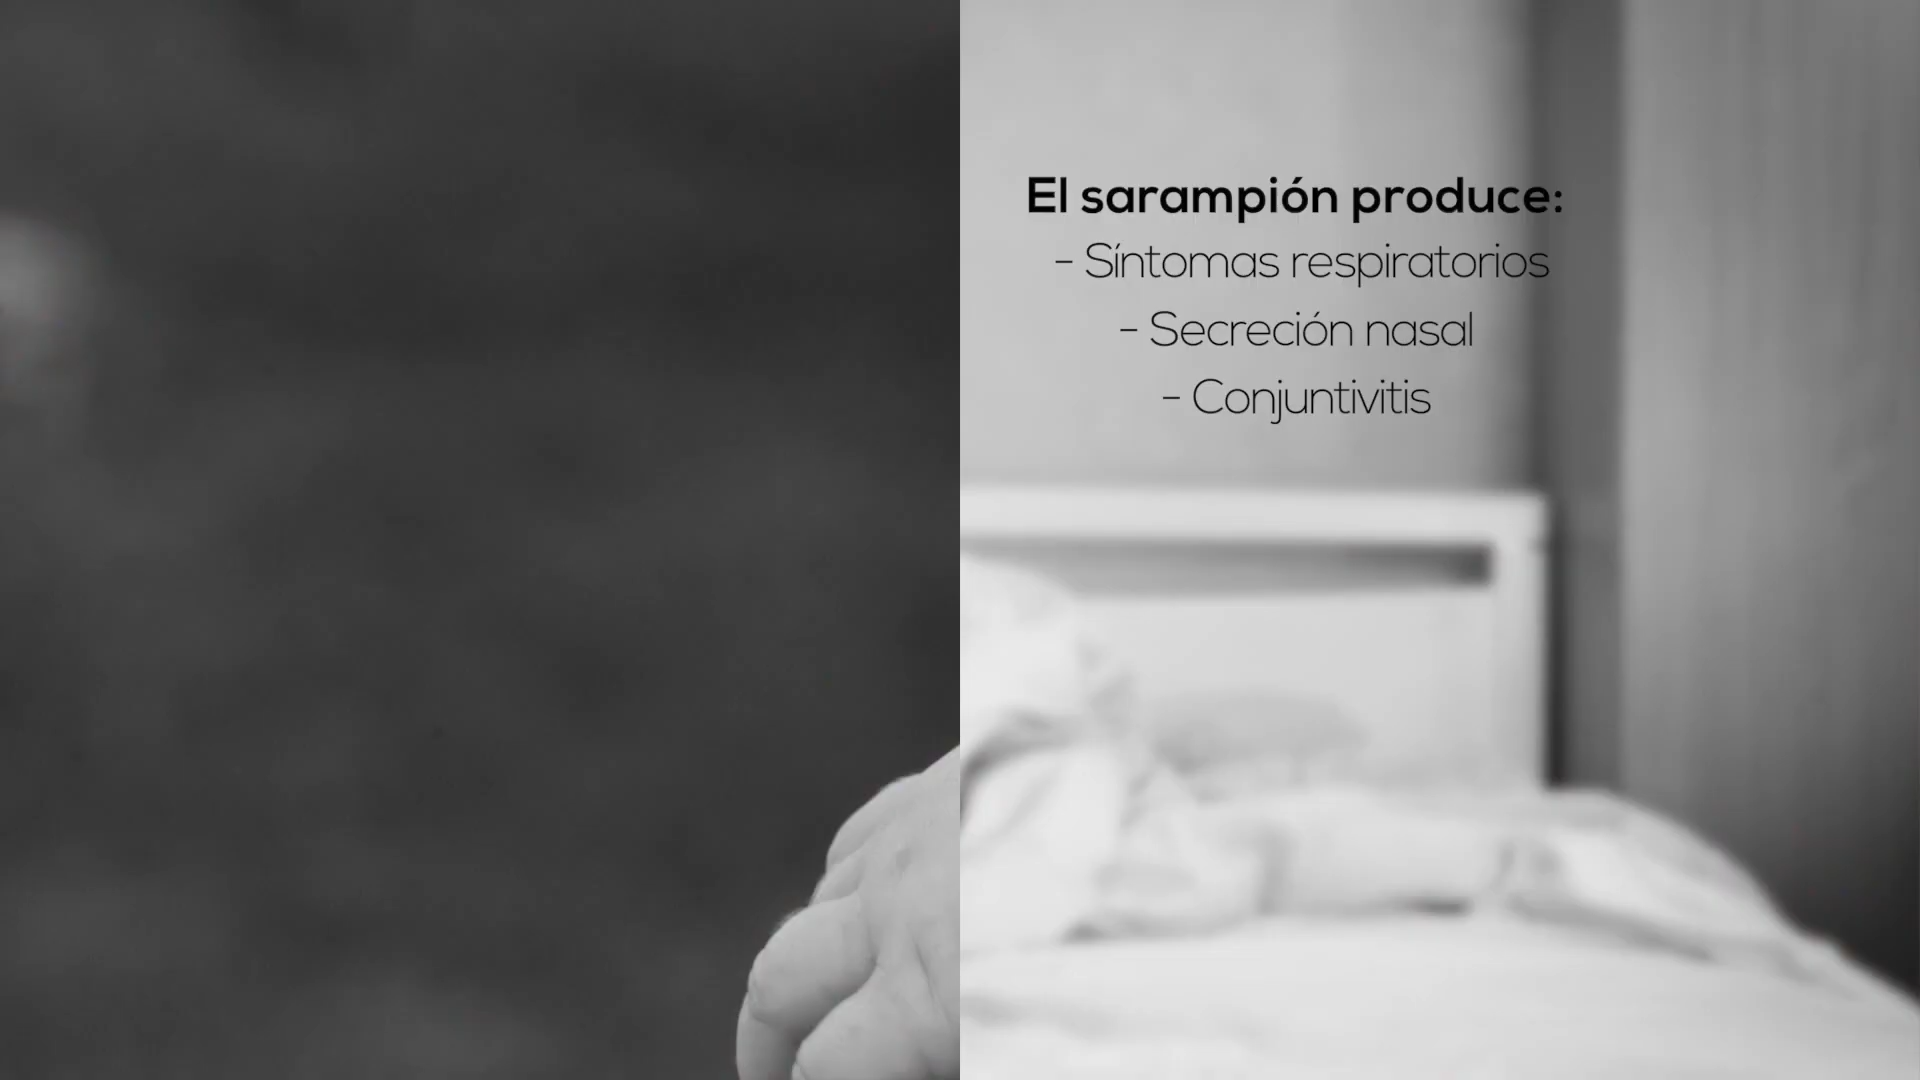 El sarampión produce:
- Síntomas respiratorios
- Secreción nasal
- Conjuntivitis